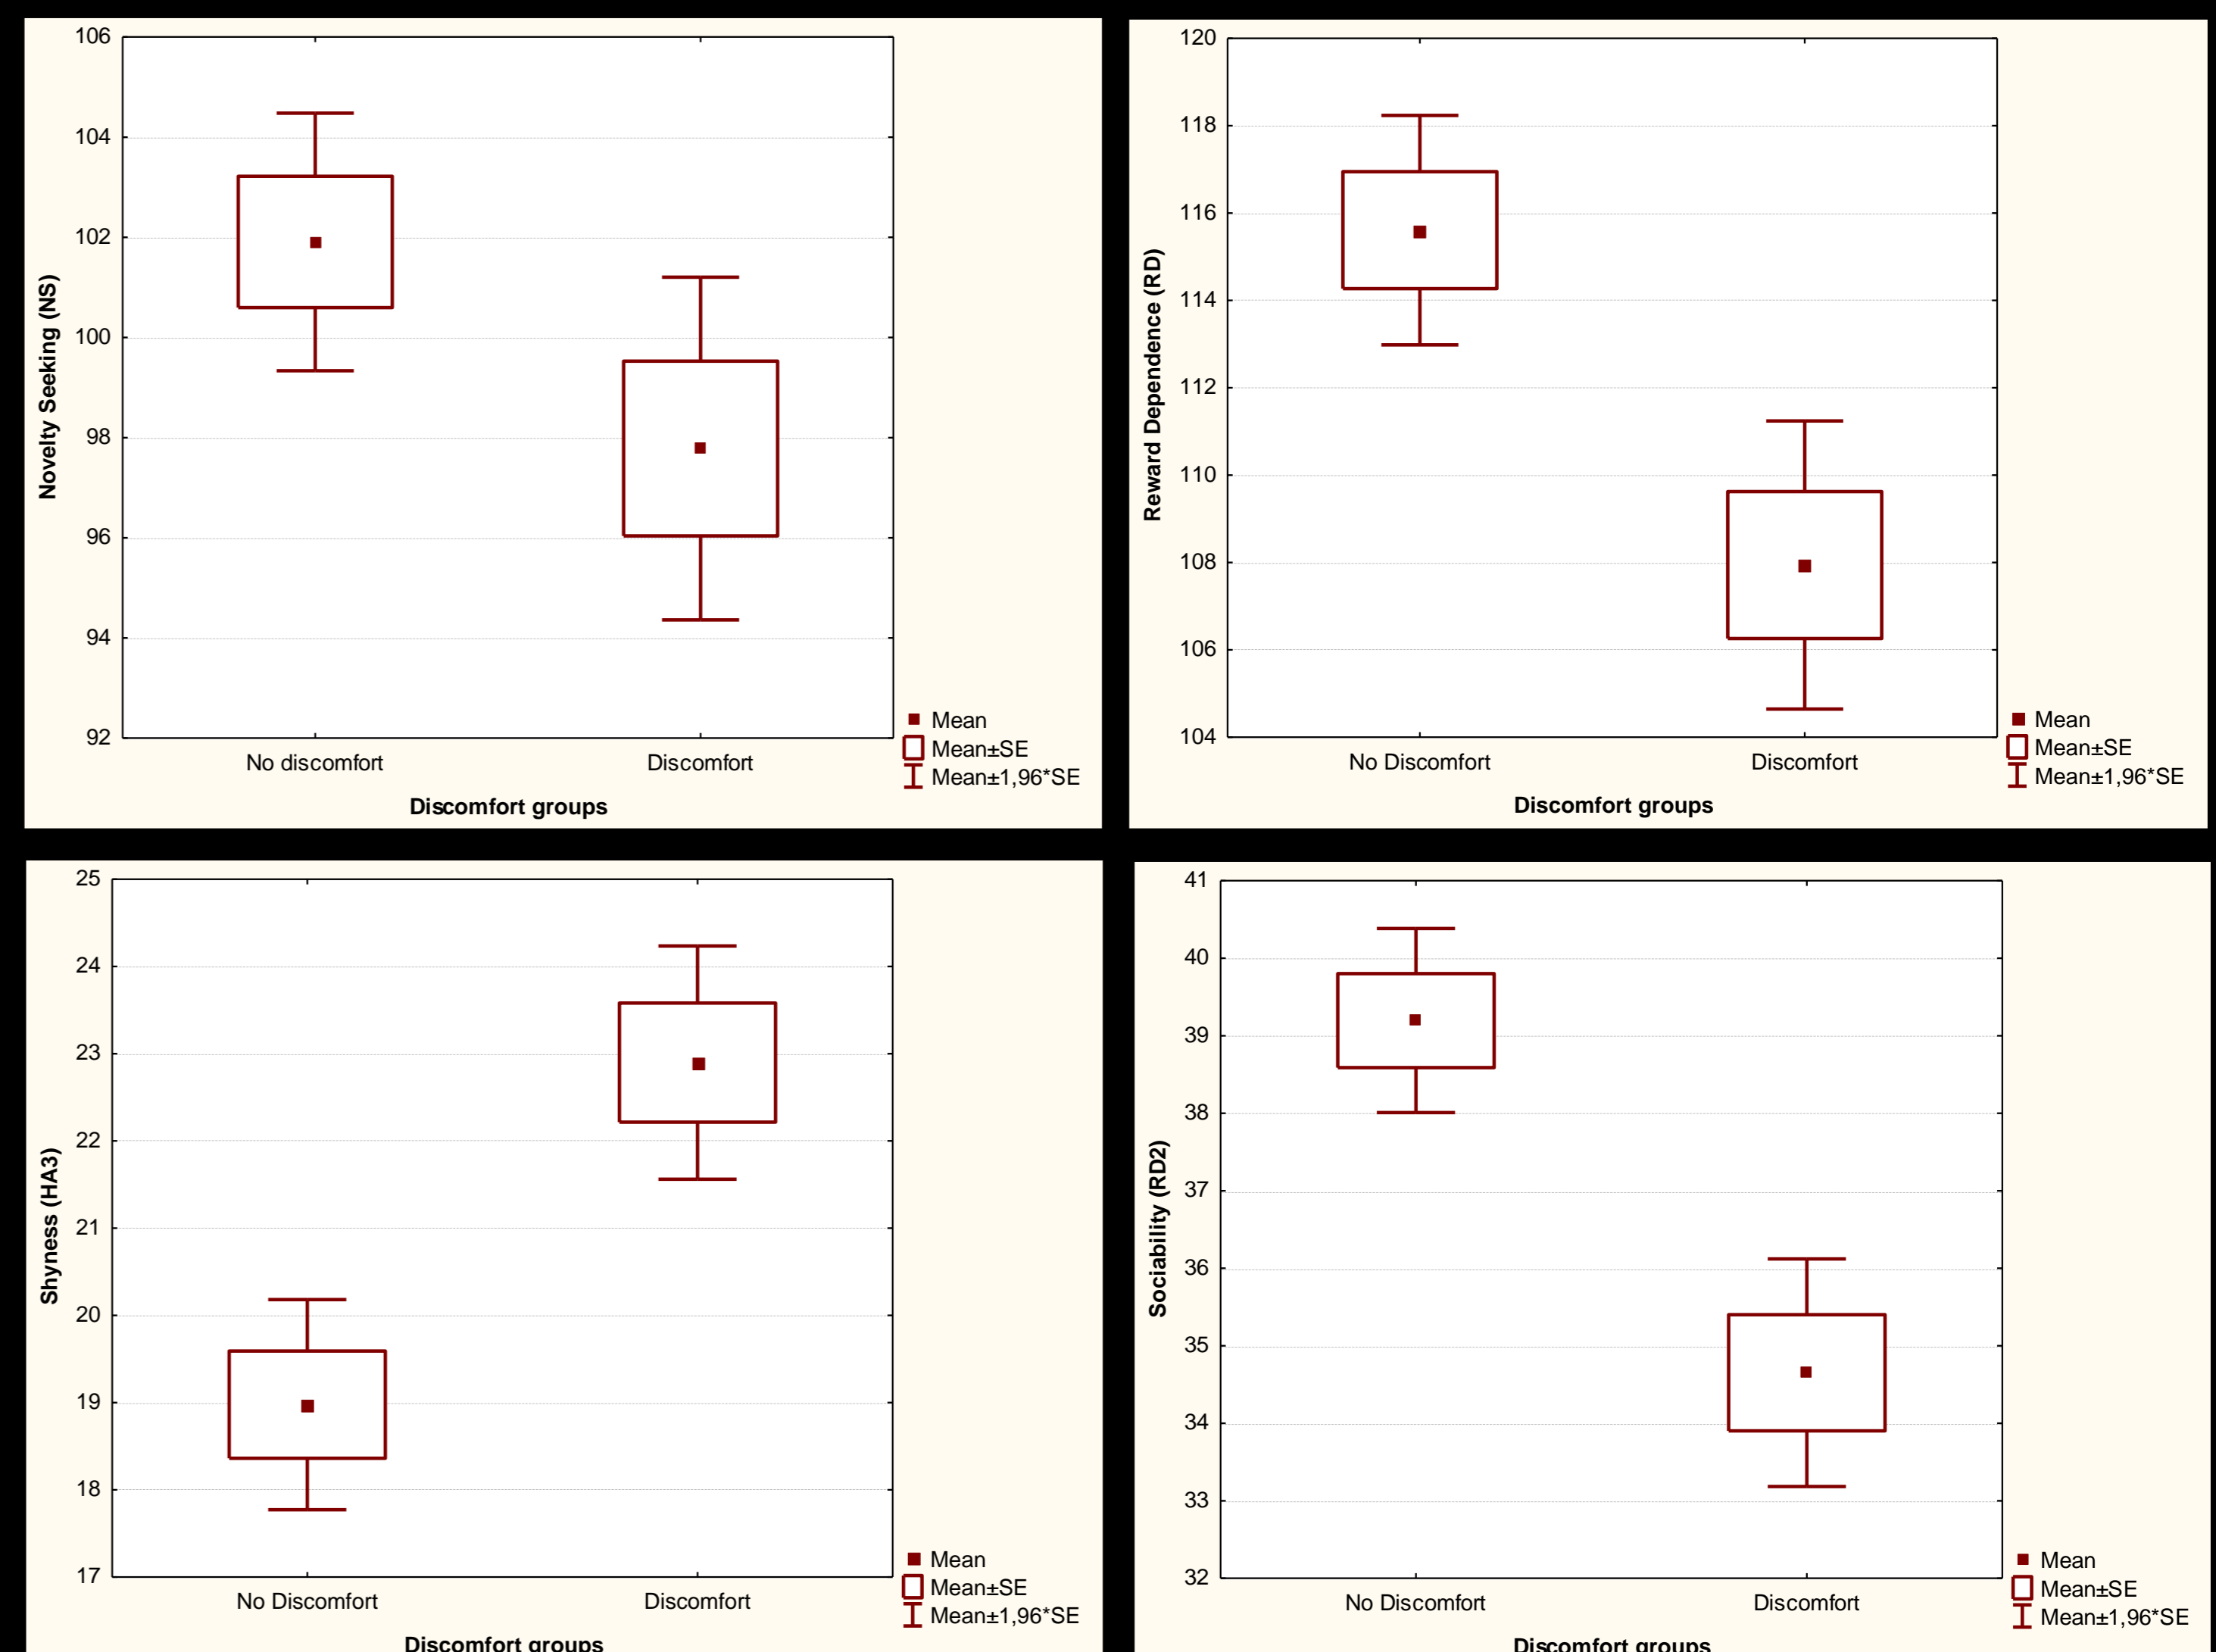 106
104
102
100
98
96
94
92
Novelty Seeking (NS)
No discomfort
Discomfort
Discomfort groups
Mean
Mean±SE
Mean±1,96*SE
120
118
116
114
112
110
108
106
104
Reward Dependence (RD)
No Discomfort
Discomfort
Discomfort groups
Mean
Mean±SE
Mean±1,96*SE
25
24
23
22
21
20
19
18
17
Shyness (HA3)
No Discomfort
Discomfort
Discomfort groups
Mean
Mean±SE
Mean±1,96*SE
41
40
39
38
37
36
35
34
33
32
Sociability (RD2)
No Discomfort
Discomfort
Discomfort groups
Mean
Mean±SE
Mean±1,96*SE